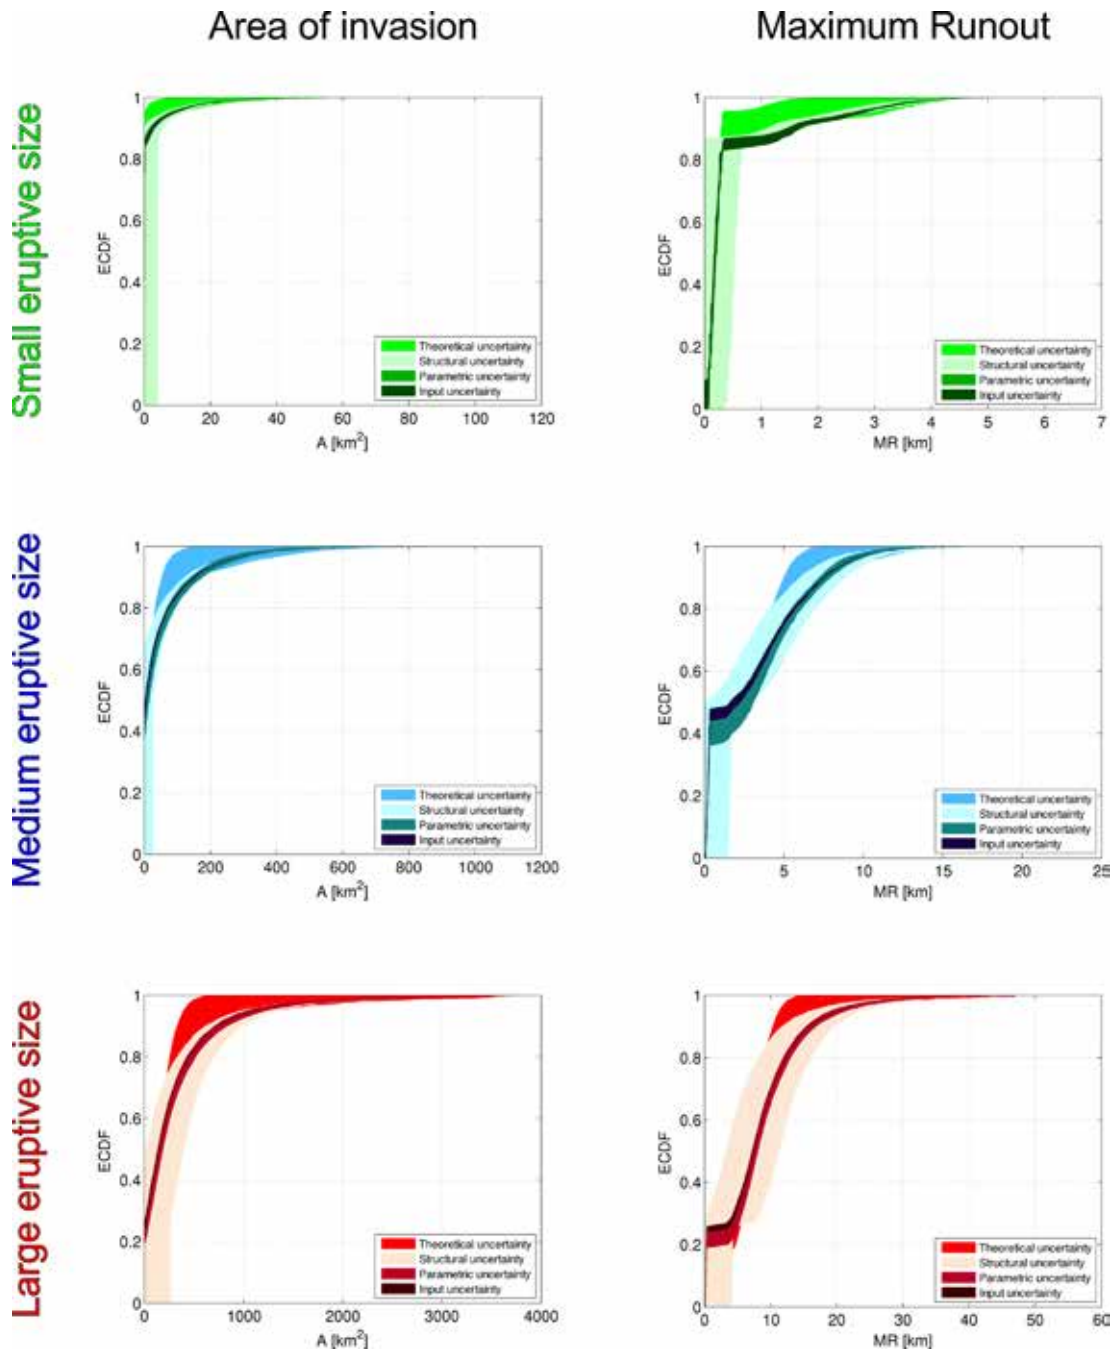 Area of invasion
Maximum Runout
Small eruptive size
ECDF
1
0.8
0.6
0.4
0.2
0
0 20 40 60 80 100 120
A [km²]
Theoretical uncertainty
Structural uncertainty
Parametric uncertainty
Input uncertainty
ECDF
1
0.8
0.6
0.4
0.2
0
0 1 2 3 4 5 6 7
MR [km]
Theoretical uncertainty
Structural uncertainty
Parametric uncertainty
Input uncertainty
Medium eruptive size
ECDF
1
0.8
0.6
0.4
0.2
0
0 200 400 600 800 1000 1200
A [km²]
Theoretical uncertainty
Structural uncertainty
Parametric uncertainty
Input uncertainty
ECDF
1
0.8
0.6
0.4
0.2
0
0 5 10 15 20 25
MR [km]
Theoretical uncertainty
Structural uncertainty
Parametric uncertainty
Input uncertainty
Large eruptive size
ECDF
1
0.8
0.6
0.4
0.2
0
0 1000 2000 3000 4000
A [km²]
Theoretical uncertainty
Structural uncertainty
Parametric uncertainty
Input uncertainty
ECDF
1
0.8
0.6
0.4
0.2
0
0 10 20 30 40 50 60
MR [km]
Theoretical uncertainty
Structural uncertainty
Parametric uncertainty
Input uncertainty